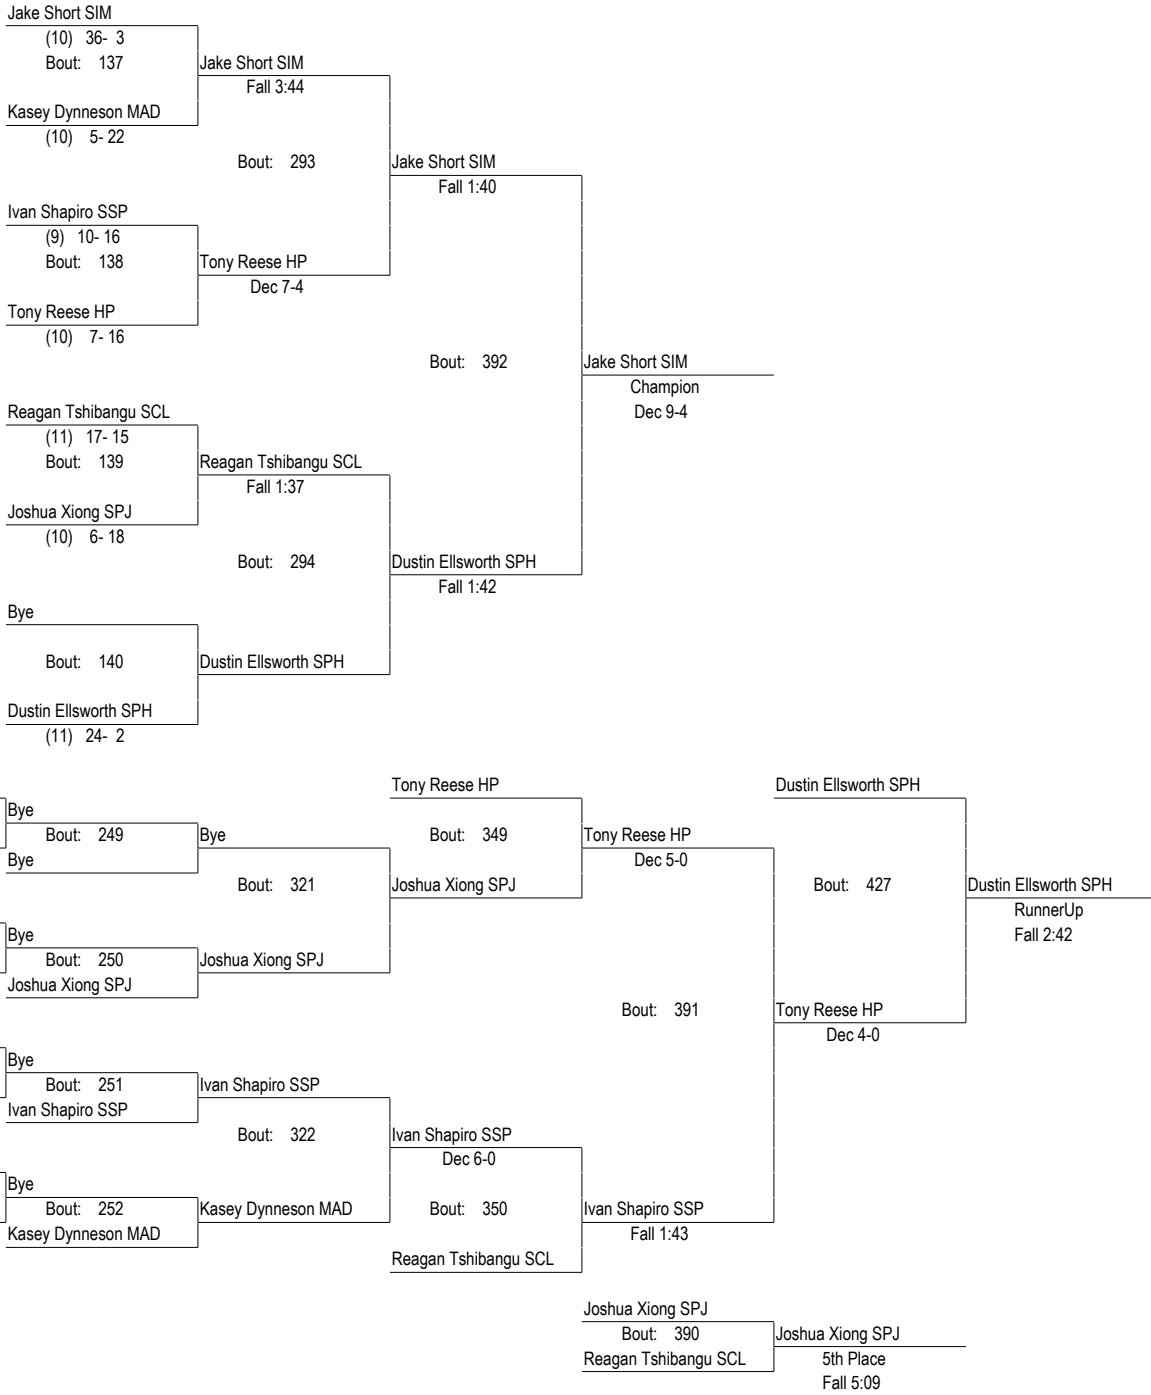 Jake Short SIM
(10) 36- 3
Bout: 137
Jake Short SIM
Fall 3:44
Kasey Dynneson MAD
(10) 5- 22
Bout: 293
Jake Short SIM
Fall 1:40
Ivan Shapiro SSP
(9) 10- 16
Bout: 138
Tony Reese HP
Dec 7-4
Tony Reese HP
(10) 7- 16
Bout: 392
Jake Short SIM
Champion
Dec 9-4
Reagan Tshibangu SCL
(11) 17- 15
Bout: 139
Reagan Tshibangu SCL
Fall 1:37
Joshua Xiong SPJ
(10) 6- 18
Bout: 294
Dustin Ellsworth SPH
Fall 1:42
Bye
Bout: 140
Dustin Ellsworth SPH
Dustin Ellsworth SPH
(11) 24- 2
Tony Reese HP
Dustin Ellsworth SPH
Bye
Bout: 249
Bye
Bout: 349
Tony Reese HP
Dec 5-0
Bye
Bout: 321
Joshua Xiong SPJ
Bout: 427
Dustin Ellsworth SPH
RunnerUp
Fall 2:42
Bye
Bout: 250
Joshua Xiong SPJ
Joshua Xiong SPJ
Bout: 391
Tony Reese HP
Dec 4-0
Bye
Bout: 251
Ivan Shapiro SSP
Ivan Shapiro SSP
Bout: 322
Ivan Shapiro SSP
Dec 6-0
Bye
Bout: 252
Kasey Dynneson MAD
Bout: 350
Ivan Shapiro SSP
Fall 1:43
Kasey Dynneson MAD
Reagan Tshibangu SCL
Joshua Xiong SPJ
Bout: 390
Joshua Xiong SPJ
Reagan Tshibangu SCL
5th Place
Fall 5:09